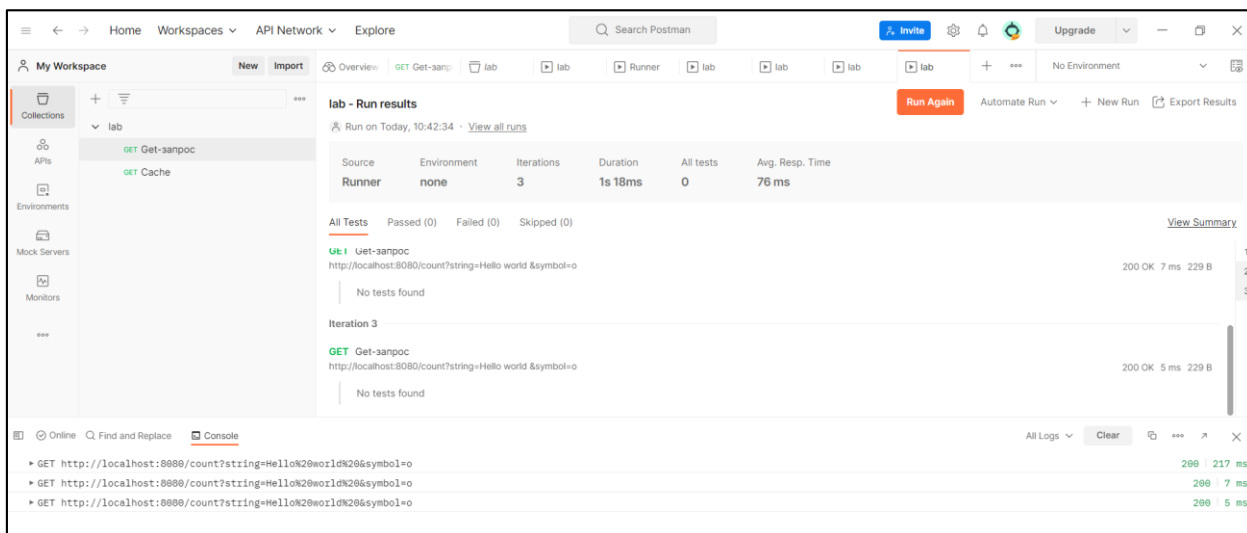 Home Workspaces API Network Explore Search Postman Invite Upgrade
My Workspace New Import Overview GET Get-запр lab lab Runner lab lab lab lab No Environment
Collections
APIs
Environments
Mock Servers
Monitors
lab
GET Get-запрос
GET Cache
lab - Run results Run Again Automate Run + New Run Export Results
Run on Today, 10:42:34 · View all runs
Source Environment Iterations Duration All tests Avg. Resp. Time
Runner none 3 1s 18ms 0 76 ms
All Tests Passed (0) Failed (0) Skipped (0) View Summary
GET Get-запрос
http://localhost:8080/count?string=Hello world &symbol=o 200 OK 7 ms 229 B
No tests found
Iteration 3
GET Get-запрос
http://localhost:8080/count?string=Hello world &symbol=o 200 OK 5 ms 229 B
No tests found
1
2
3
Online Find and Replace Console All Logs Clear
GET http://localhost:8080/count?string=Hello%20world%20&symbol=o 200 217 ms
GET http://localhost:8080/count?string=Hello%20world%20&symbol=o 200 7 ms
GET http://localhost:8080/count?string=Hello%20world%20&symbol=o 200 5 ms